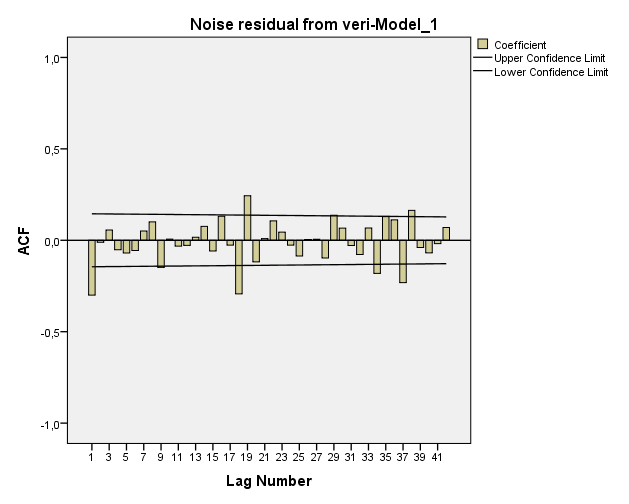 Noise residual from veri-Model_1
Coefficient
Upper Confidence Limit
Lower Confidence Limit
1,0
0,5
0,0
-0,5
-1,0
ACF
1 3 5 7 9 11 13 15 17 19 21 23 25 27 29 31 33 35 37 39 41
Lag Number